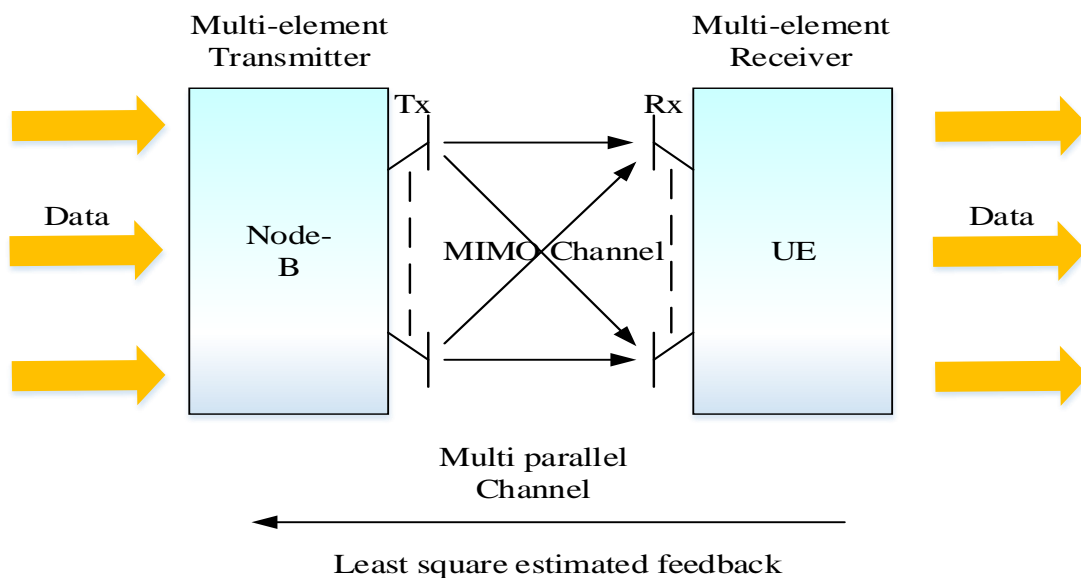 Multi-element
Transmitter
Multi-element
Receiver
Tx
Rx
Data
Node-
B
MIMO Channel
UE
Data
Multi parallel
Channel
Least square estimated feedback